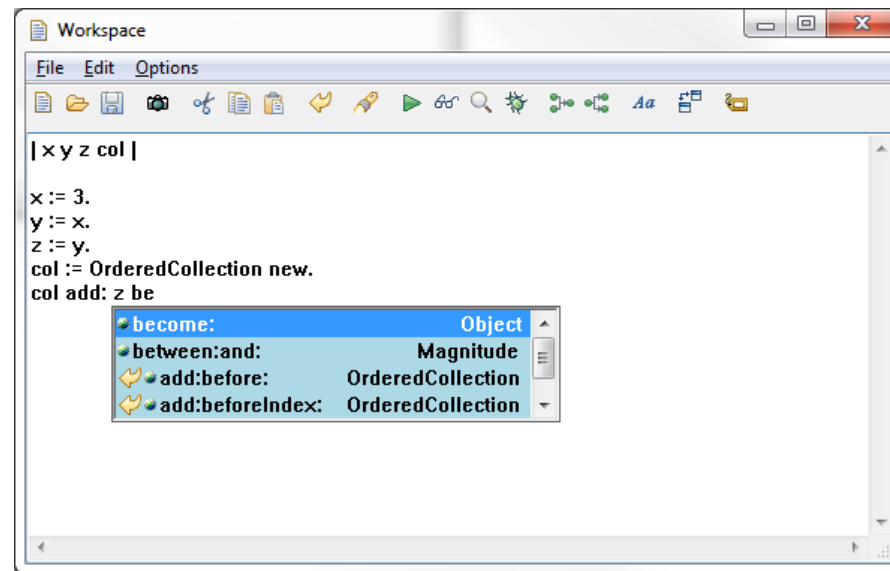 Workspace
File Edit Options
Aa
| x y z col |
x := 3.
y := x.
z := y.
col := OrderedCollection new.
col add: z be
become: Object
between:and: Magnitude
add:before: OrderedCollection
add:beforeIndex: OrderedCollection